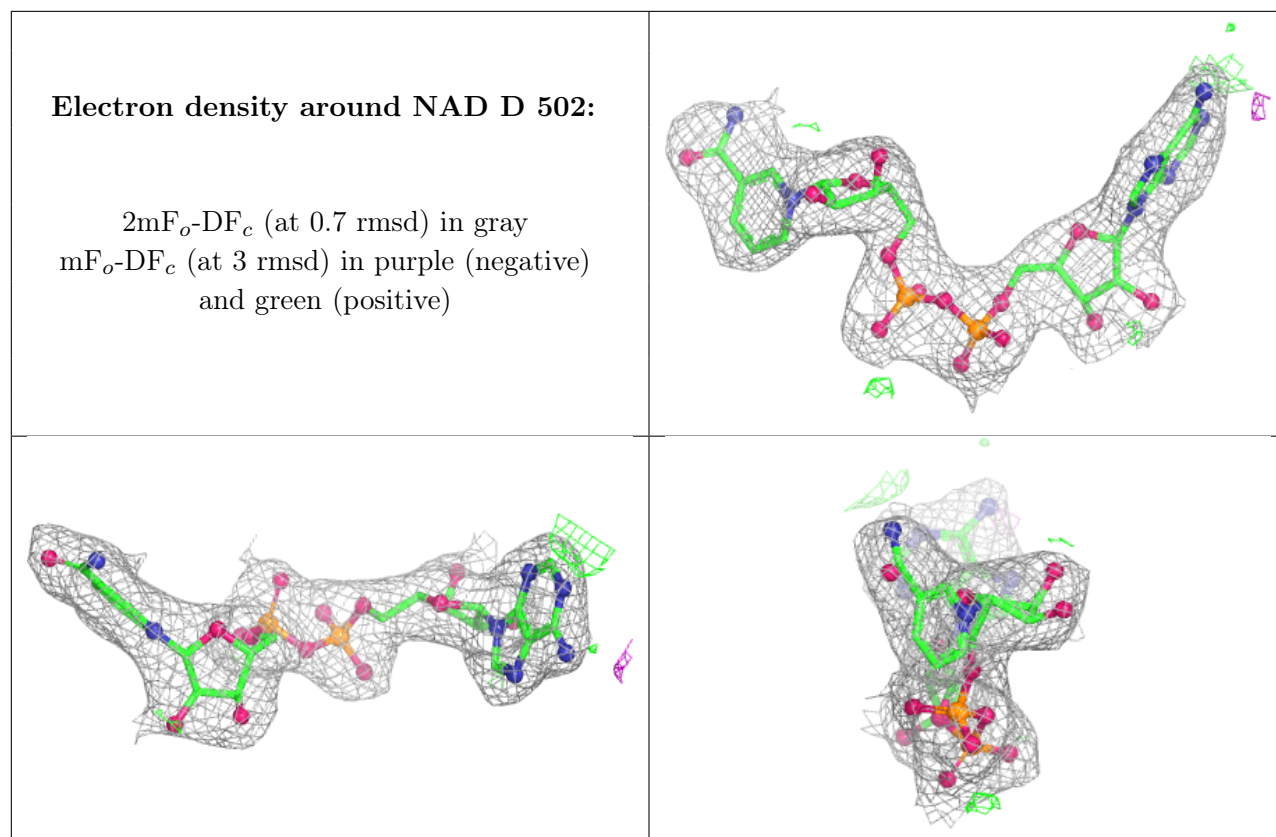 Electron density around NAD D 502:
2mFₒ-DF𝒸 (at 0.7 rmsd) in gray
mFₒ-DF𝒸 (at 3 rmsd) in purple (negative)
and green (positive)